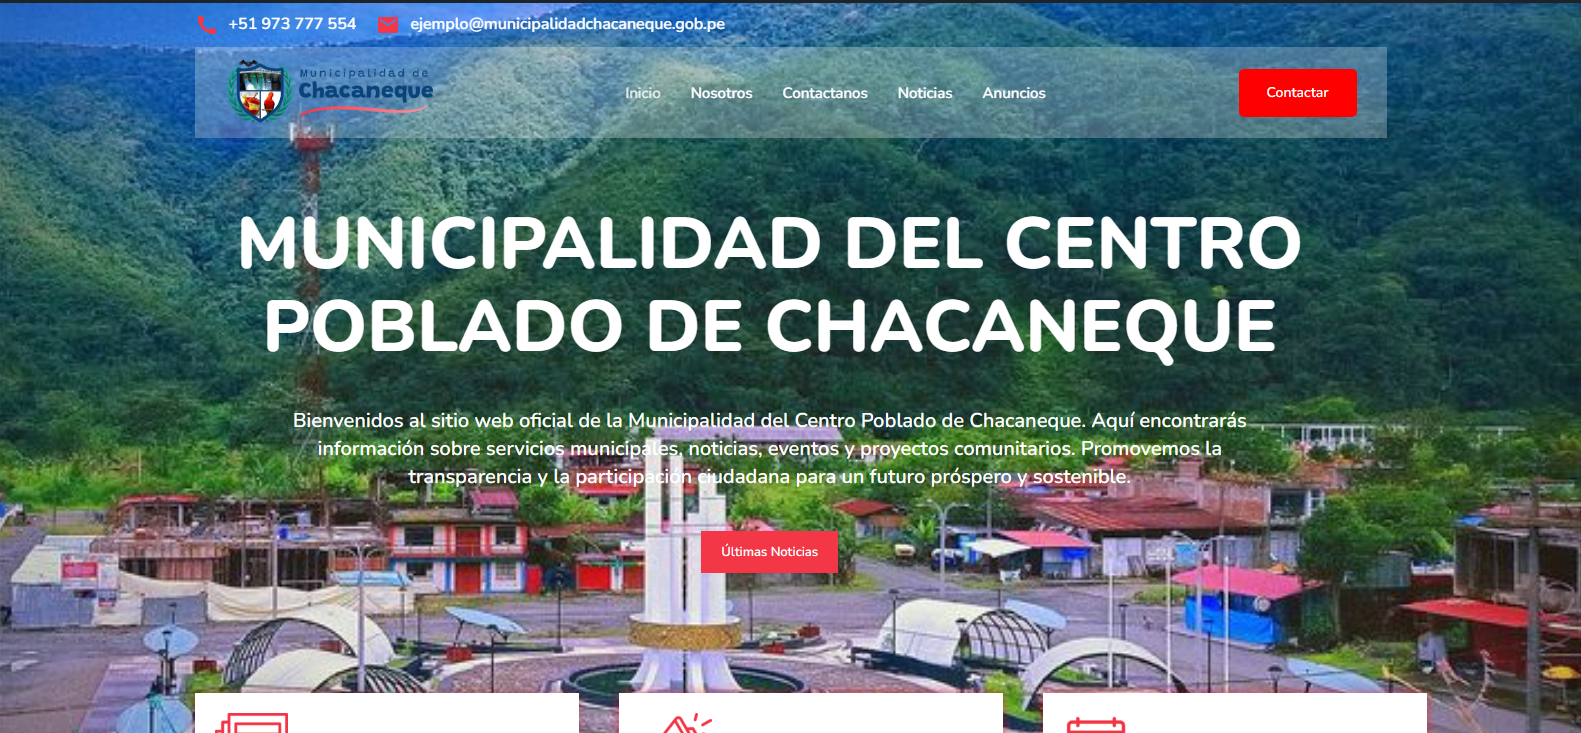 +51 973 777 554 ejemplo@municipalidadchacaneque.gob.pe
Municipalidad de
Chacaneque
Inicio Nosotros Contactanos Noticias Anuncios
Contactar
MUNICIPALIDAD DEL CENTRO
POBLADO DE CHACANEQUE
Bienvenidos al sitio web oficial de la Municipalidad del Centro Poblado de Chacaneque. Aquí encontrarás
información sobre servicios municipales, noticias, eventos y proyectos comunitarios. Promovemos la
transparencia y la participación ciudadana para un futuro próspero y sostenible.
Últimas Noticias